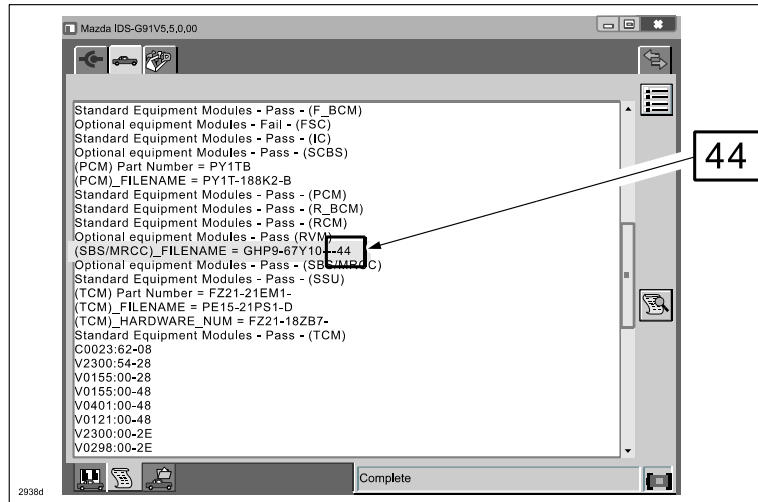 Mazda IDS-G91V5,5,0,00
Standard Equipment Modules - Pass - (F_BCM)
Optional equipment Modules - Fail - (FSC)
Standard Equipment Modules - Pass - (IC)
Optional equipment Modules - Pass - (SCBS)
(PCM) Part Number = PY1TB
(PCM)_FILENAME = PY1T-188K2-B
Standard Equipment Modules - Pass - (PCM)
Standard Equipment Modules - Pass - (R_BCM)
Standard Equipment Modules - Pass - (RCM)
Optional equipment Modules - Pass (RVM)
(SBS/MRCC)_FILENAME = GHP9-67Y10---44
44
Optional equipment Modules - Pass - (SBS/MRCC)
Standard Equipment Modules - Pass - (SSU)
(TCM) Part Number = FZ21-21EM1-
(TCM)_FILENAME = PE15-21PS1-D
(TCM)_HARDWARE_NUM = FZ21-18ZB7-
Standard Equipment Modules - Pass - (TCM)
C0023:62-08
V2300:54-28
V0155:00-28
V0155:00-48
V0401:00-48
V0121:00-48
V2300:00-2E
V0298:00-2E
Complete
2938d